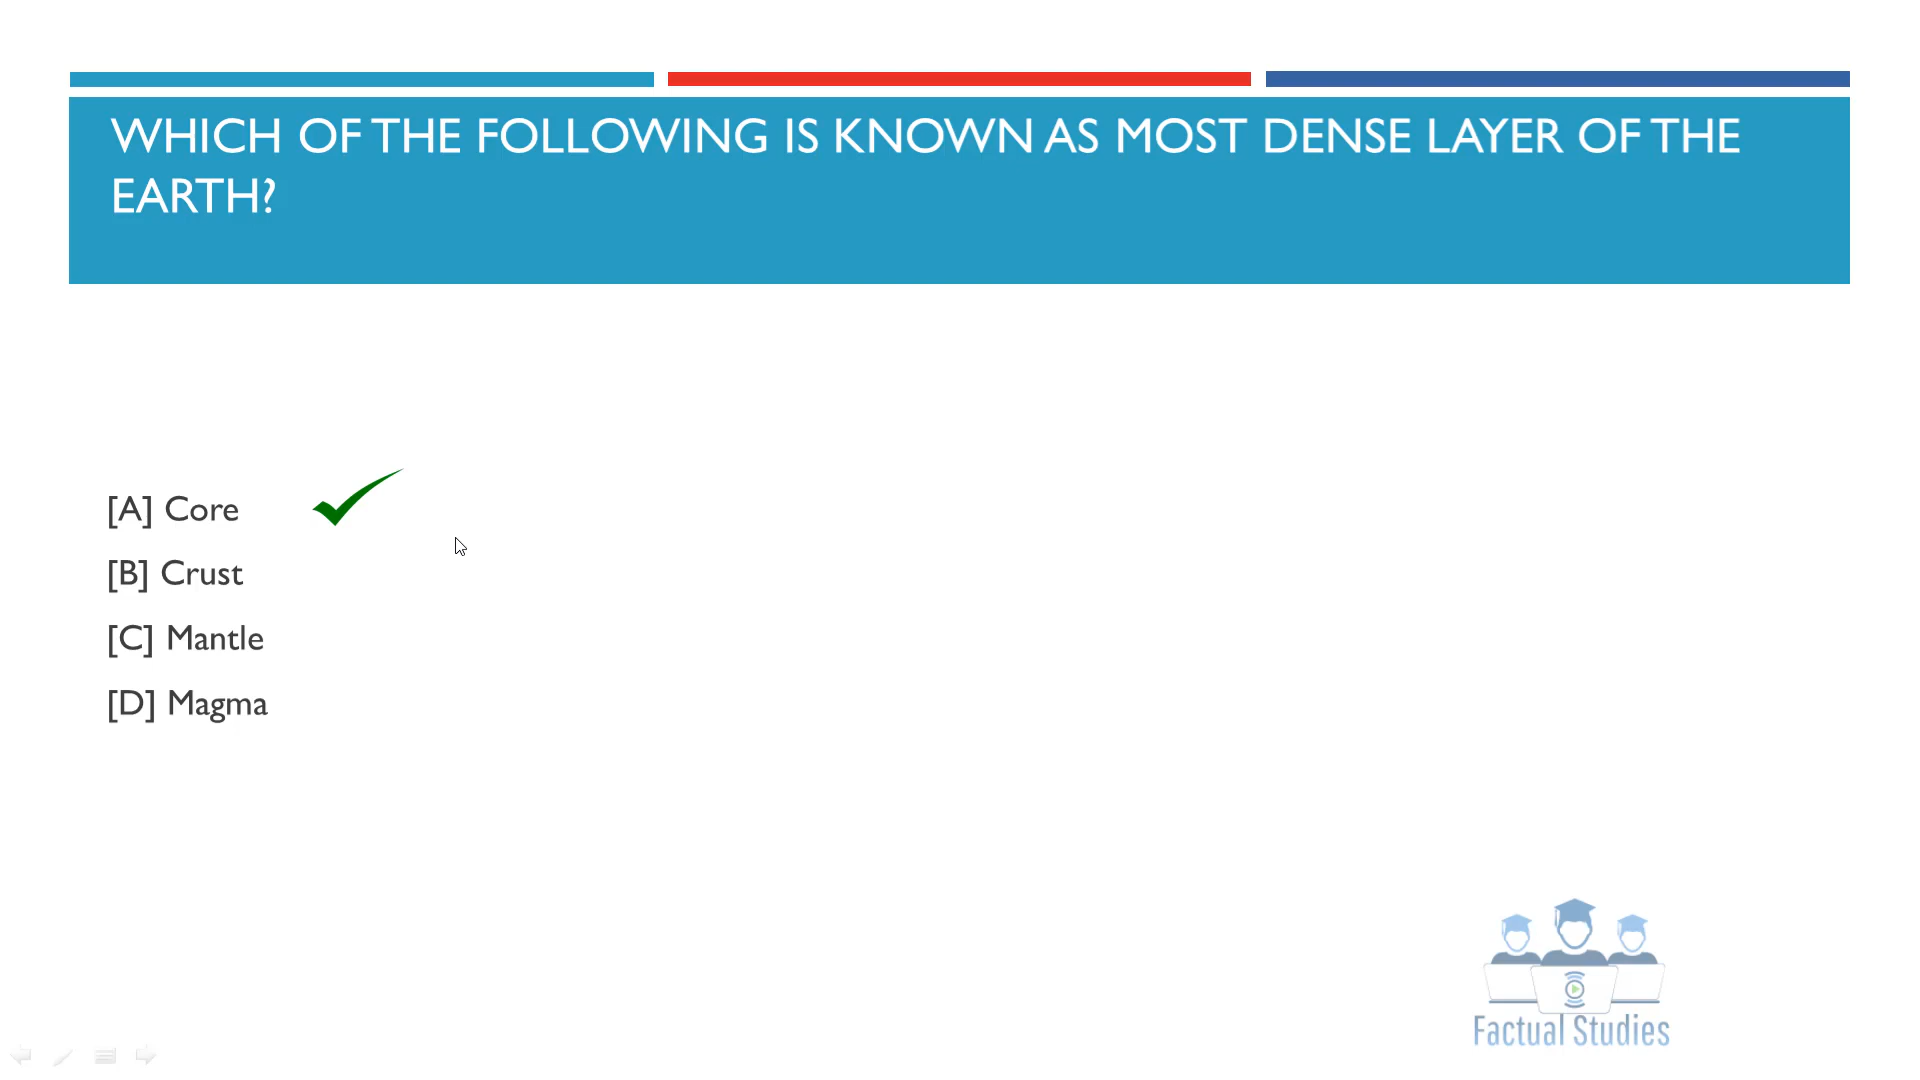 WHICH OF THE FOLLOWING IS KNOWN AS MOST DENSE LAYER OF THE
EARTH?
[A] Core
[B] Crust
[C] Mantle
[D] Magma
Factual Studies